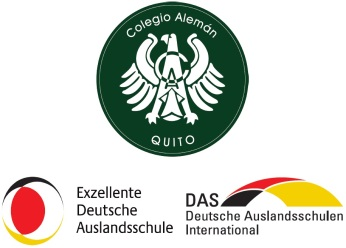 Colegio Alemán
QUITO
Exzellente
Deutsche
Auslandsschule
DAS
Deutsche Auslandsschulen
International